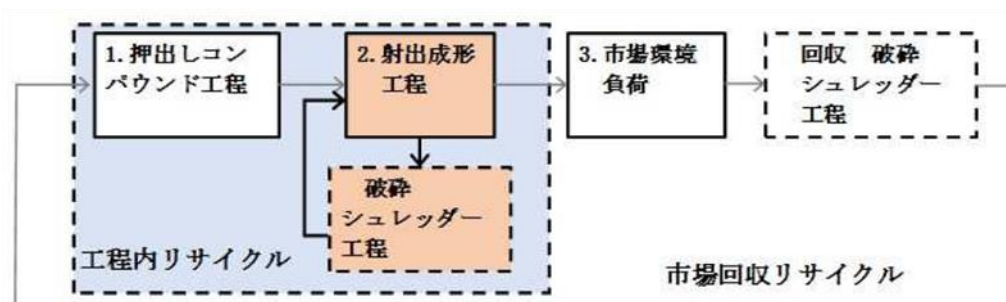 1.押出しコン
パウンド工程
2.射出成形
工程
3.市場環境
負荷
回収 破砕
シュレッダー
工程
破砕
シュレッダー
工程
工程内リサイクル
市場回収リサイクル